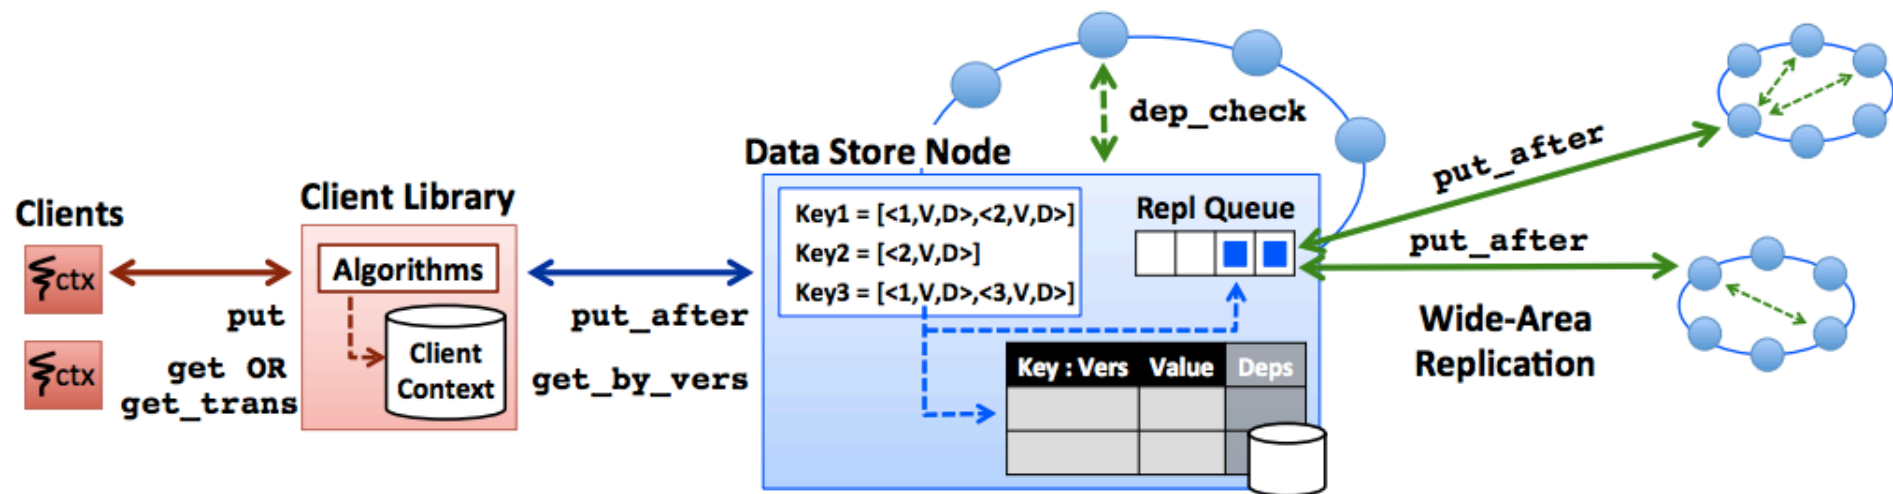 Clients
ctx
ctx
put
get OR
get_trans
Client Library
Algorithms
Client
Context
put_after
get_by_vers
Data Store Node
Key1 = [<1,V,D>,<2,V,D>]
Key2 = [<2,V,D>]
Key3 = [<1,V,D>,<3,V,D>]
dep_check
Repl Queue
Key : Vers Value Deps
put_after
put_after
Wide-Area
Replication